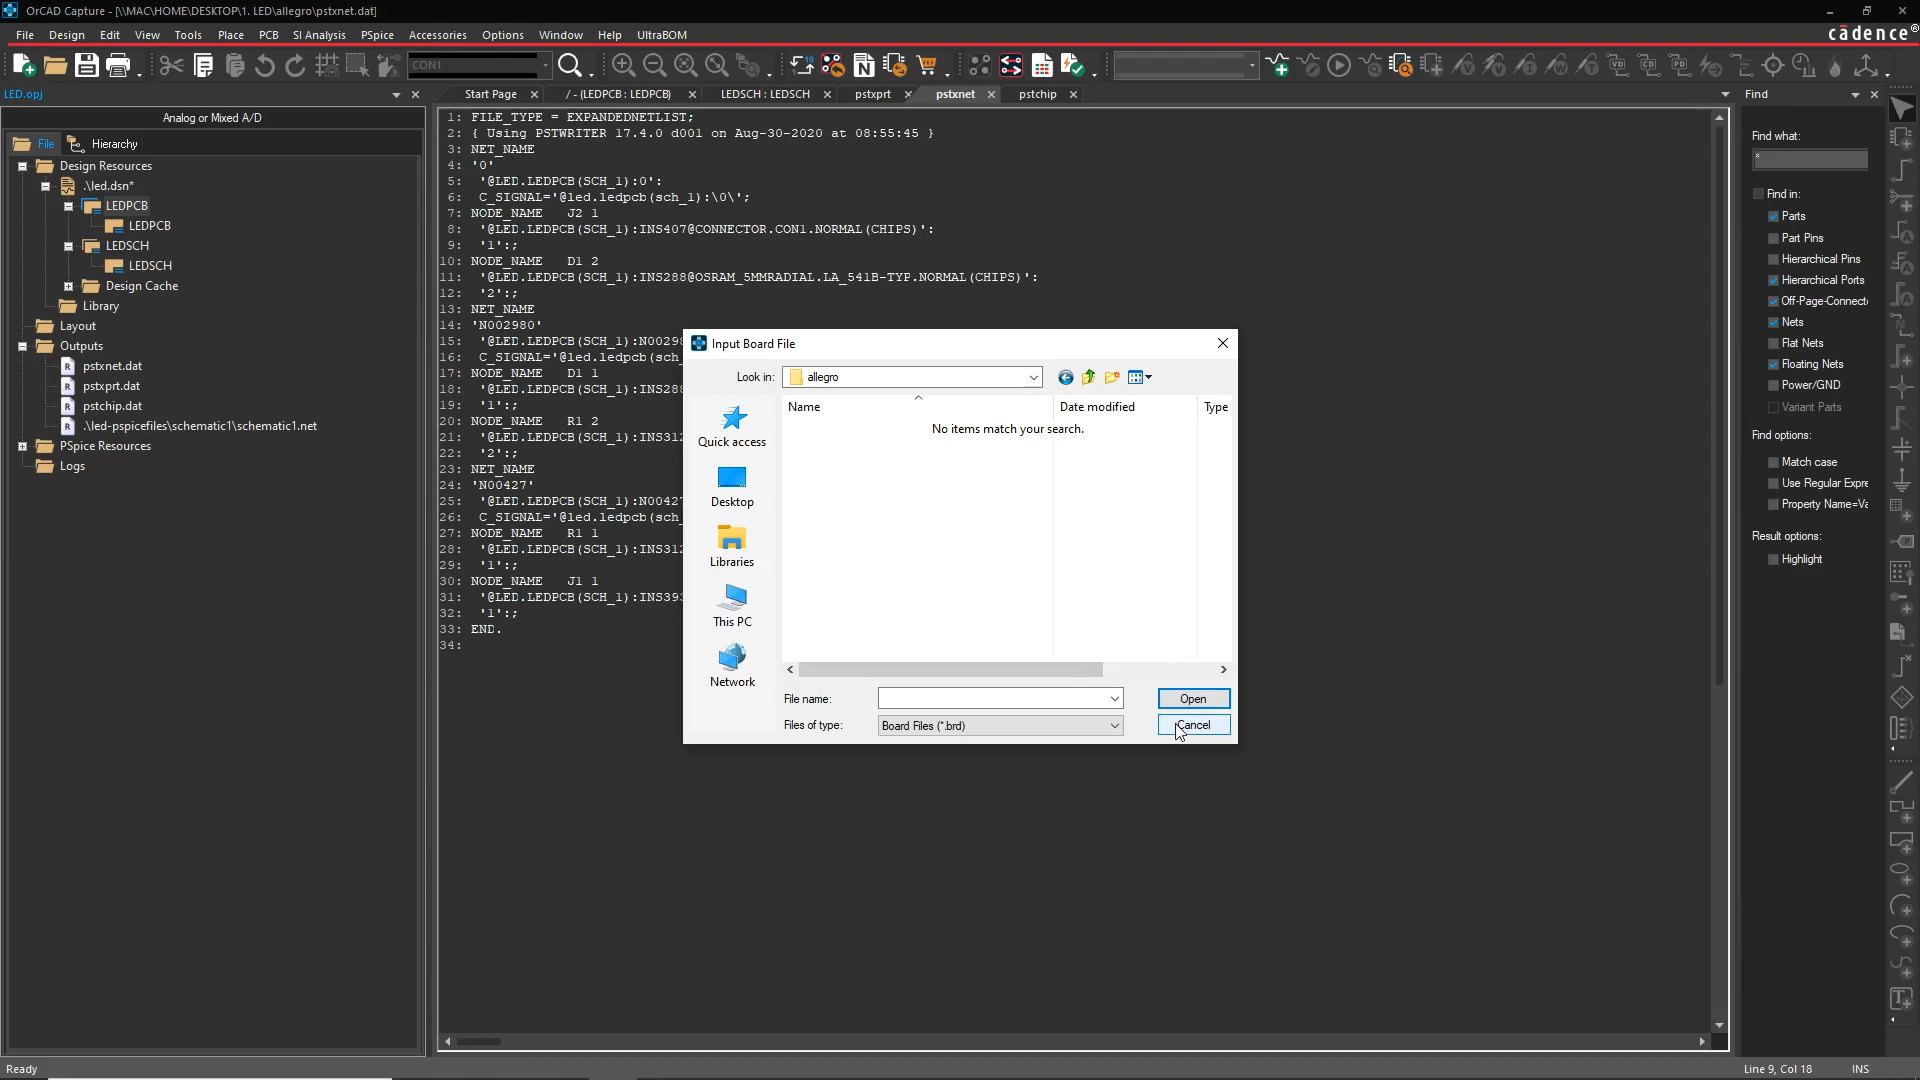 OrCAD Capture - [\\MAC\HOME\DESKTOP\1. LED\allegro\pstxnet.dat]
File Design Edit View Tools Place PCB SI Analysis PSpice Accessories Options Window Help UltraBOM
cādence®
CON1
LED.opj
Start Page
/ - (LEDPCB : LEDPCB)
LEDSCH : LEDSCH
pstxprt
pstxnet
pstchip
Find
Analog or Mixed A/D
File
Hierarchy
Design Resources
.\led.dsn*
LEDPCB
LEDPCB
LEDSCH
LEDSCH
Design Cache
Library
Layout
Outputs
pstxnet.dat
pstxprt.dat
pstchip.dat
.\led-pspicefiles\schematic1\schematic1.net
PSpice Resources
Logs
1: FILE_TYPE = EXPANDEDNETLIST;
2: { Using PSTWRITER 17.4.0 d001 on Aug-30-2020 at 08:55:45 }
3: NET_NAME
4: '0'
5: '@LED.LEDPCB(SCH_1):0':
6: C_SIGNAL='@led.ledpcb(sch_1):\0\';
7: NODE_NAME J2 1
8: '@LED.LEDPCB(SCH_1):INS407@CONNECTOR.CON1.NORMAL(CHIPS)':
9: '1':;
10: NODE_NAME D1 2
11: '@LED.LEDPCB(SCH_1):INS288@OSRAM_5MMRADIAL.LA_541B-TYP.NORMAL(CHIPS)':
12: '2':;
13: NET_NAME
14: 'N002980'
15: '@LED.LEDPCB(SCH_1):N00298
16: C_SIGNAL='@led.ledpcb(sch_
17: NODE_NAME D1 1
18: '@LED.LEDPCB(SCH_1):INS288
19: '1':;
20: NODE_NAME R1 2
21: '@LED.LEDPCB(SCH_1):INS312
22: '2':;
23: NET_NAME
24: 'N00427'
25: '@LED.LEDPCB(SCH_1):N00427
26: C_SIGNAL='@led.ledpcb(sch_
27: NODE_NAME R1 1
28: '@LED.LEDPCB(SCH_1):INS312
29: '1':;
30: NODE_NAME J1 1
31: '@LED.LEDPCB(SCH_1):INS393
32: '1':;
33: END.
34:
Input Board File
Look in: allegro
Name Date modified Type
No items match your search.
Quick access
Desktop
Libraries
This PC
Network
File name:
Open
Files of type: Board Files (*.brd)
Cancel
Find what:
*
Find in:
Parts
Part Pins
Hierarchical Pins
Hierarchical Ports
Off-Page-Connect
Nets
Flat Nets
Floating Nets
Power/GND
Variant Parts
Find options:
Match case
Use Regular Expre
Property Name=Va
Result options:
Highlight
Ready
Line 9, Col 18
INS